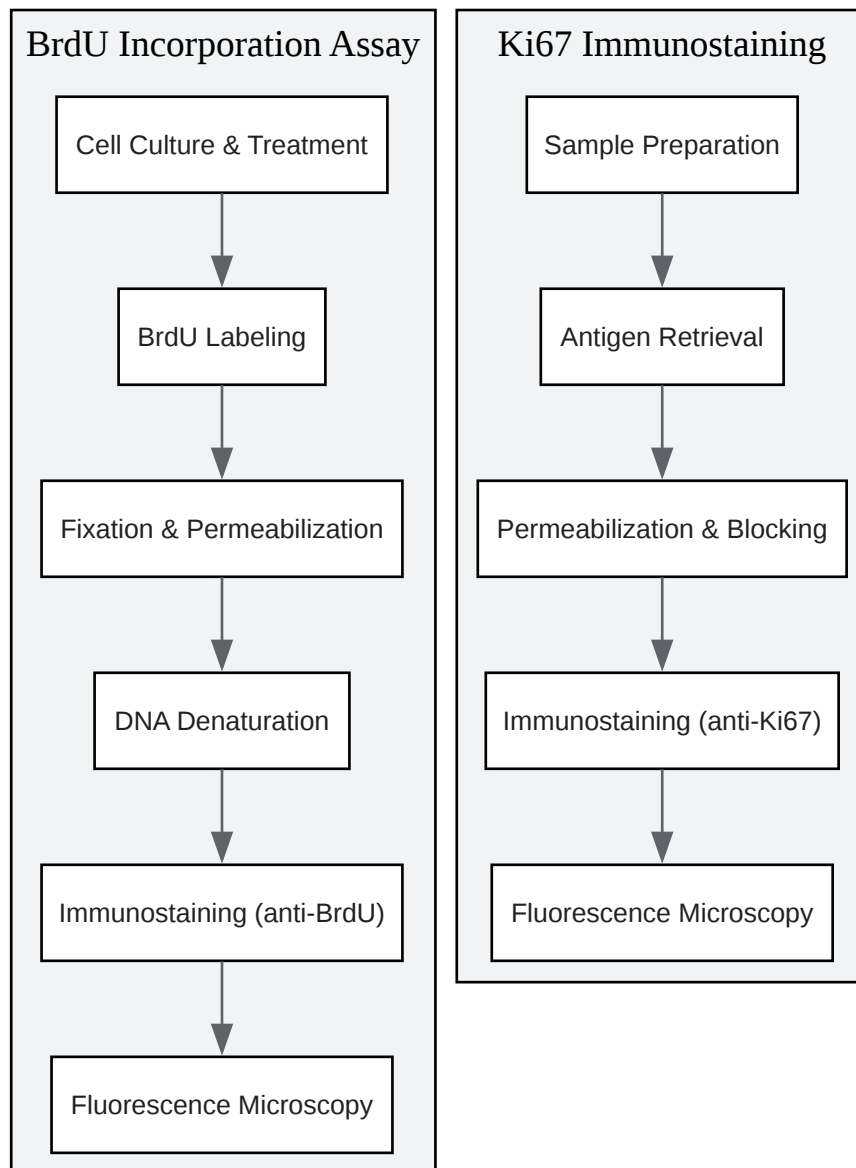 BrdU Incorporation Assay
Cell Culture & Treatment
BrdU Labeling
Fixation & Permeabilization
DNA Denaturation
Immunostaining (anti-BrdU)
Fluorescence Microscopy
Ki67 Immunostaining
Sample Preparation
Antigen Retrieval
Permeabilization & Blocking
Immunostaining (anti-Ki67)
Fluorescence Microscopy